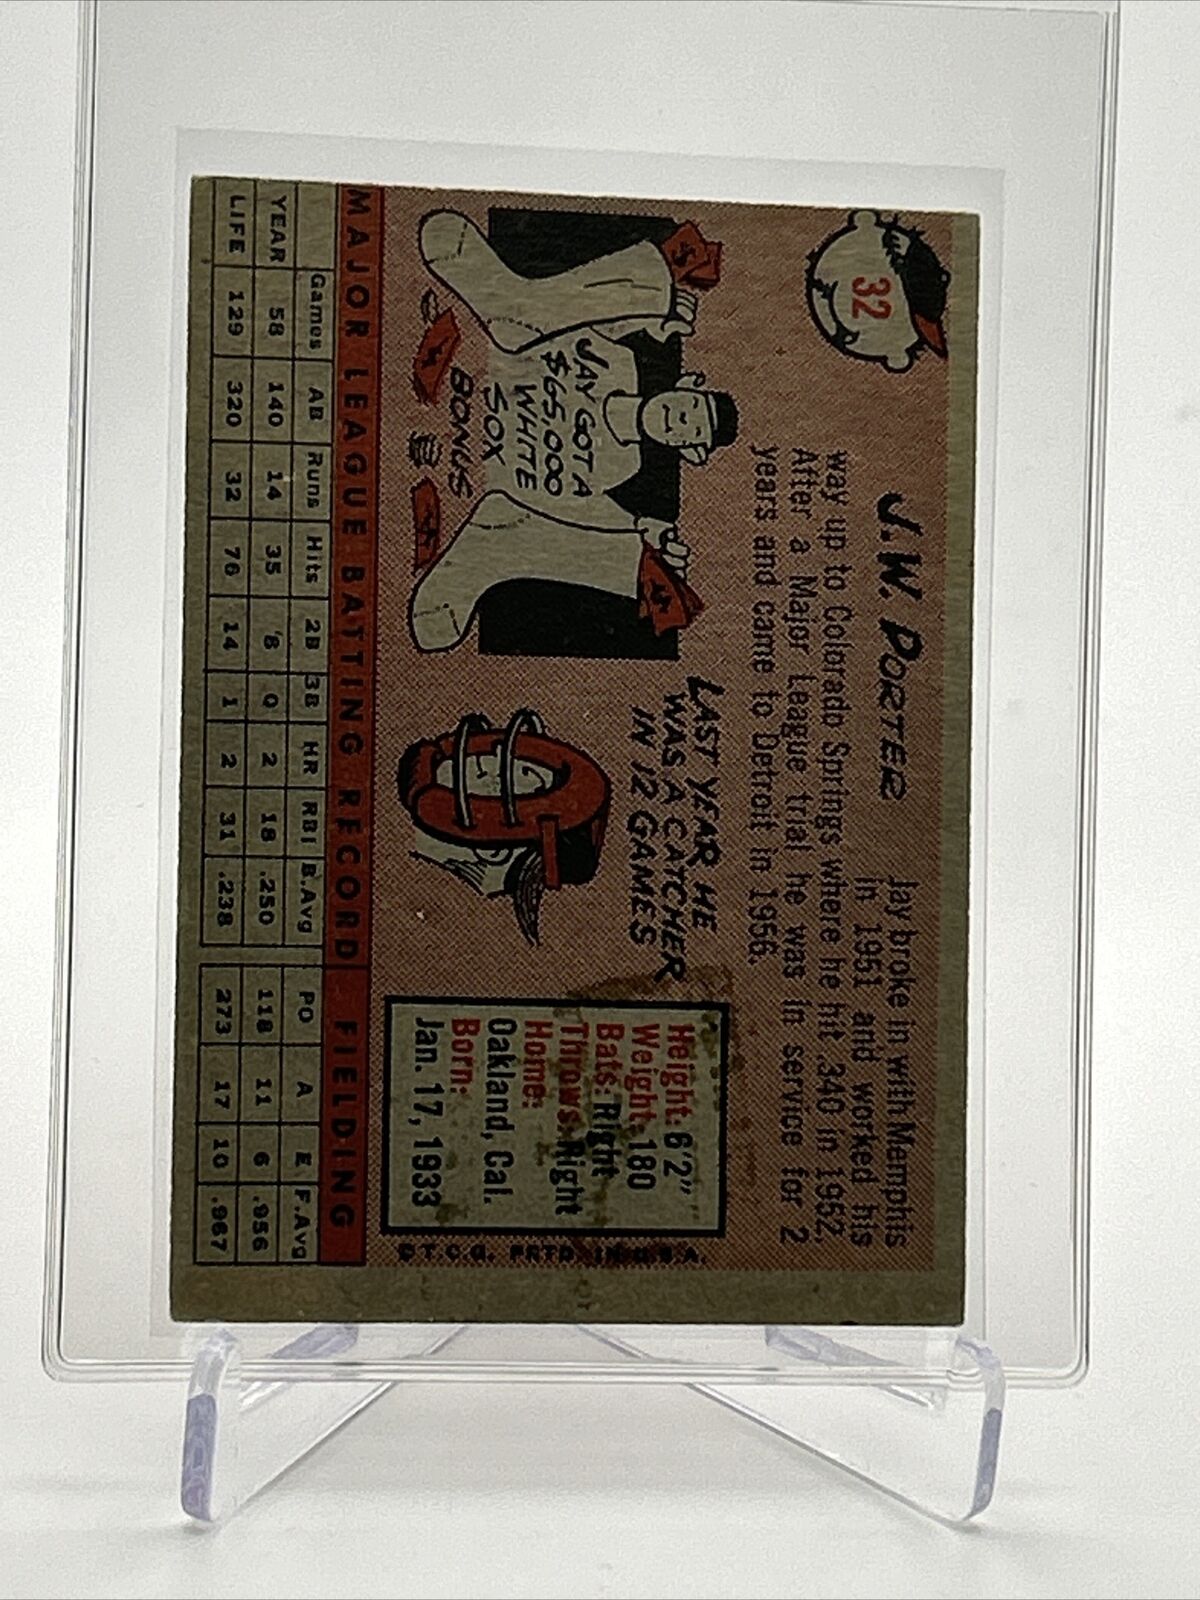 32
J.W. PORTER
Jay broke in with Memphis
in 1951 and worked his
way up to Colorado Springs where he hit .340 in 1952.
After a Major League trial he was in service for 2
years and came to Detroit in 1956.
JAY GOT A
$65,000
WHITE
SOX
BONUS
LAST YEAR HE
WAS A CATCHER
IN 12 GAMES
Height: 6'2"
Weight: 180
Bats: Right
Throws: Right
Home:
Oakland, Cal.
Born:
Jan. 17, 1933
© T.C.G. PRTD. IN U.S.A.
MAJOR LEAGUE BATTING RECORD FIELDING
Games AB Runs Hits 2B 3B HR RBI B.Avg PO A E F.Avg
YEAR 58 140 14 35 8 0 2 18 .250 118 11 6 .956
LIFE 129 320 32 76 14 1 2 31 .238 273 17 10 .967